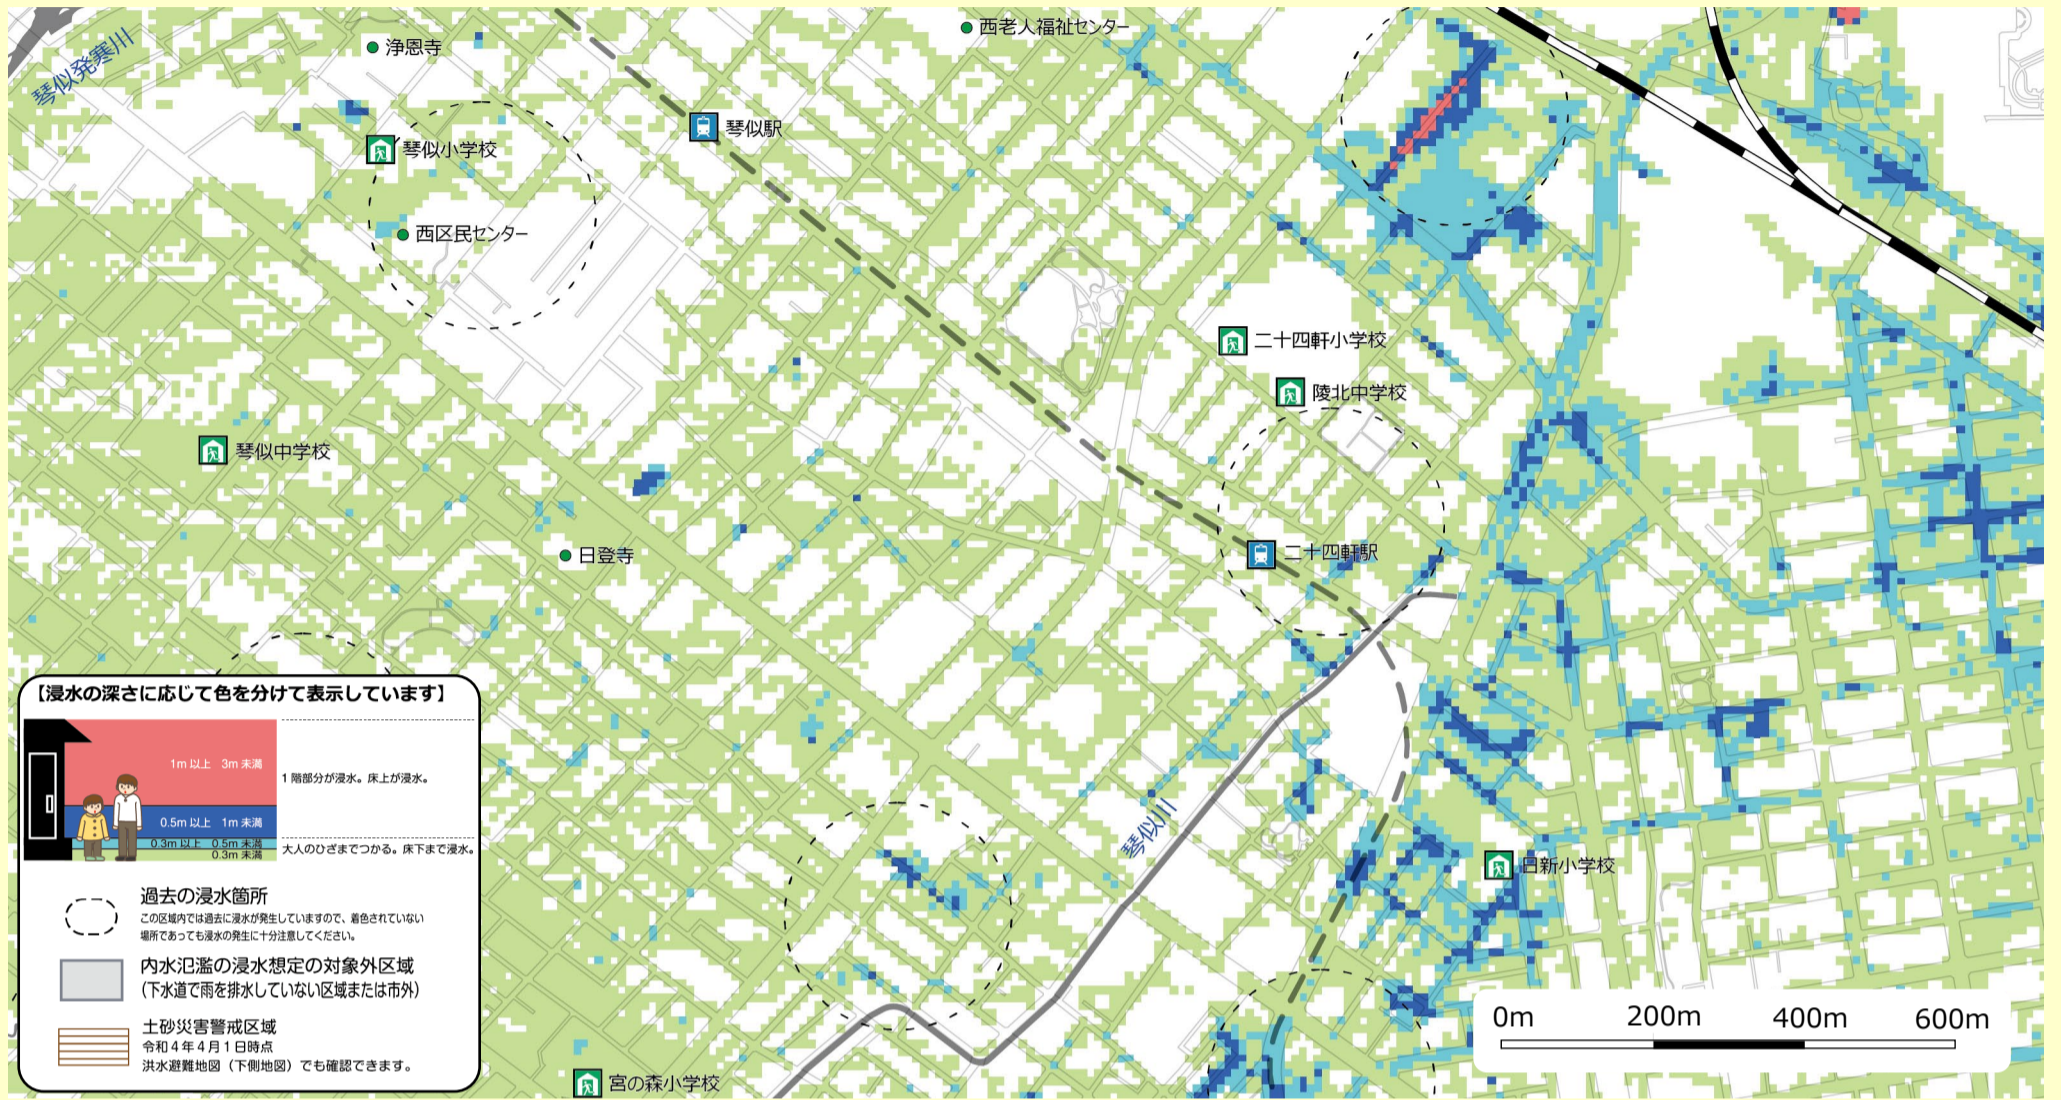 琴似発寒川
浄恩寺
西老人福祉センター
琴似駅
琴似小学校
西区民センター
二十四軒小学校
陵北中学校
琴似中学校
二十四軒駅
日登寺
琴似川
日新小学校
宮の森小学校
【浸水の深さに応じて色を分けて表示しています】
1m 以上　3m 未満
1 階部分が浸水。床上が浸水。
0.5m 以上　1m 未満
0.3m 以上　0.5m 未満
0.3m 未満
大人のひざまでつかる。床下まで浸水。
過去の浸水箇所
この区域内では過去に浸水が発生していますので、着色されていない
場所であっても浸水の発生に十分注意してください。
内水氾濫の浸水想定の対象外区域
（下水道で雨を排水していない区域または市外）
土砂災害警戒区域
令和４年４月１日時点
洪水避難地図（下側地図）でも確認できます。
0m 200m 400m 600m